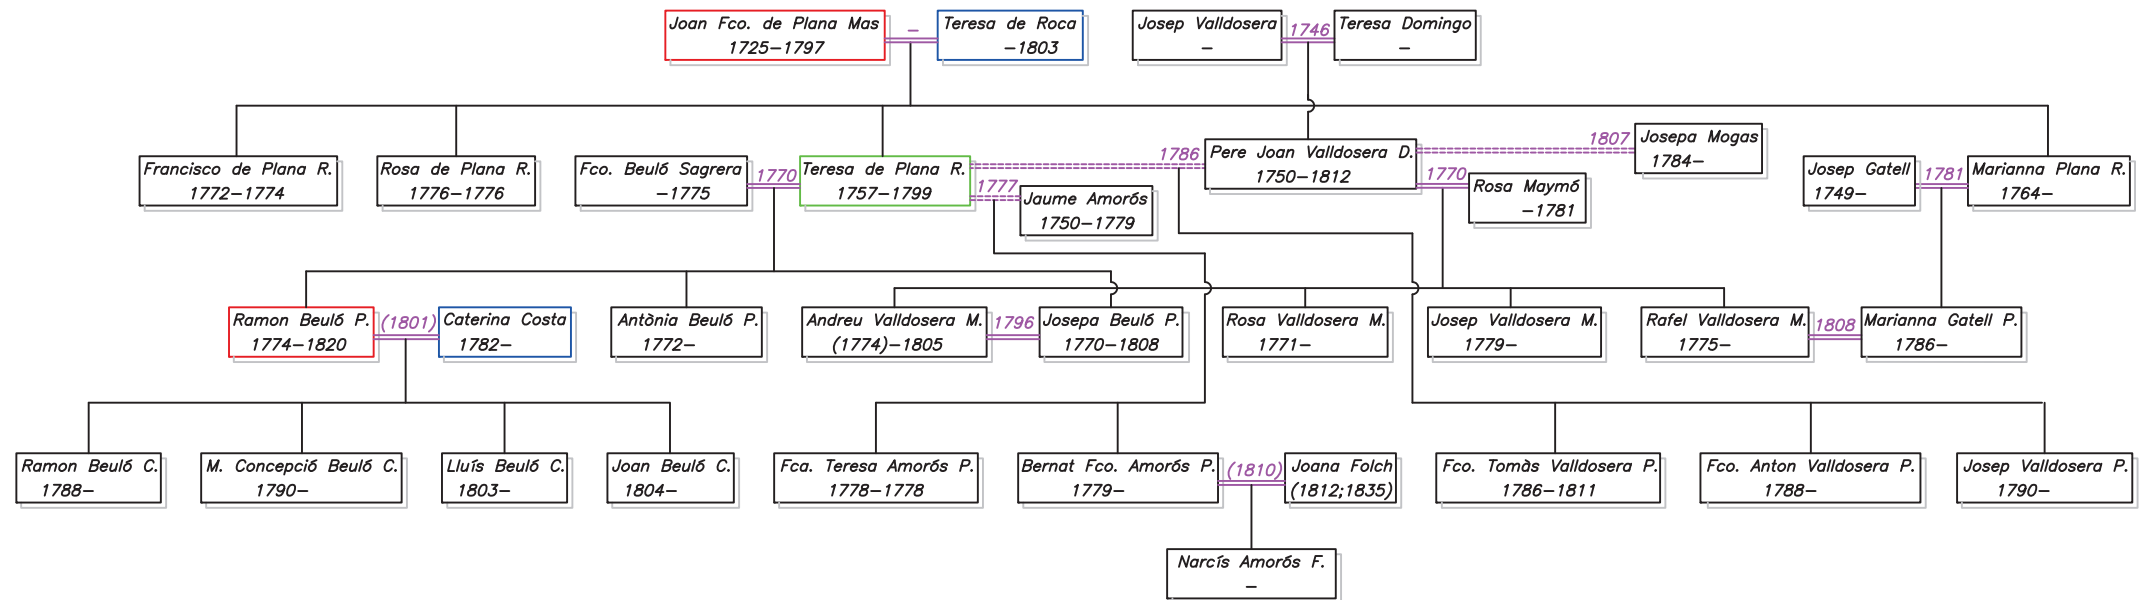 Joan Fco. de Plana Mas
1725-1797
-
Teresa de Roca
-1803
Josep Valldosera
-
1746
Teresa Domingo
-
Francisco de Plana R.
1772-1774
Rosa de Plana R.
1776-1776
Fco. Beuló Sagrera
-1775
1770
Teresa de Plana R.
1757-1799
1777
Jaume Amorós
1750-1779
1786
Pere Joan Valldosera D.
1750-1812
1807
Josepa Mogas
1784-
1770
Rosa Maymó
-1781
Josep Gatell
1749-
1781
Marianna Plana R.
1764-
Ramon Beuló P.
1774-1820
(1801)
Caterina Costa
1782-
Antònia Beuló P.
1772-
Andreu Valldosera M.
(1774)-1805
1796
Josepa Beuló P.
1770-1808
Rosa Valldosera M.
1771-
Josep Valldosera M.
1779-
Rafel Valldosera M.
1775-
1808
Marianna Gatell P.
1786-
Ramon Beuló C.
1788-
M. Concepció Beuló C.
1790-
Lluís Beuló C.
1803-
Joan Beuló C.
1804-
Fca. Teresa Amorós P.
1778-1778
Bernat Fco. Amorós P.
1779-
(1810)
Joana Folch
(1812;1835)
Fco. Tomàs Valldosera P.
1786-1811
Fco. Anton Valldosera P.
1788-
Josep Valldosera P.
1790-
Narcís Amorós F.
-